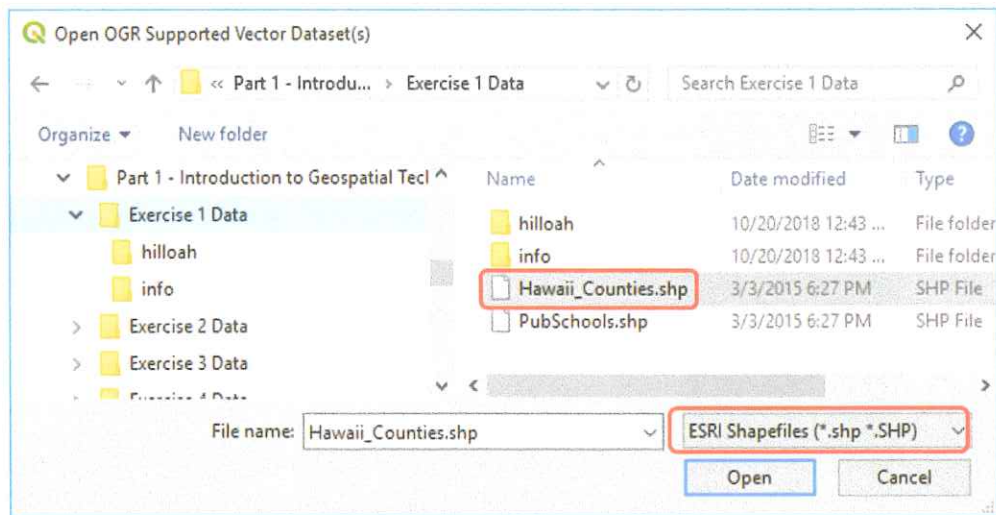 Open OGR Supported Vector Dataset(s)
« Part 1 - Introdu... › Exercise 1 Data
Search Exercise 1 Data
Organize
New folder
Part 1 - Introduction to Geospatial Tecl
Exercise 1 Data
hilloah
info
Exercise 2 Data
Exercise 3 Data
Name Date modified Type
hilloah 10/20/2018 12:43 ... File folder
info 10/20/2018 12:43 ... File folder
Hawaii_Counties.shp 3/3/2015 6:27 PM SHP File
PubSchools.shp 3/3/2015 6:27 PM SHP File
File name: Hawaii_Counties.shp
ESRI Shapefiles (*.shp *.SHP)
Open Cancel